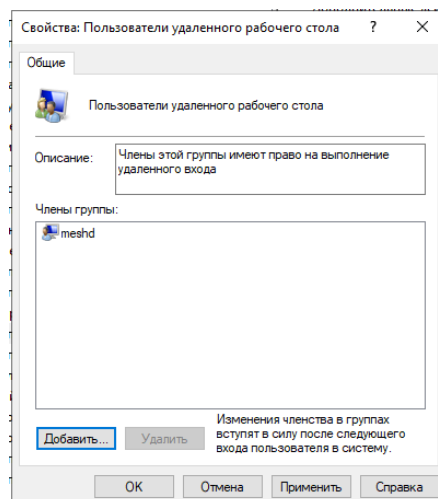 Свойства: Пользователи удаленного рабочего стола ? ×
Общие
Пользователи удаленного рабочего стола
Описание:
Члены этой группы имеют право на выполнение
удаленного входа
Члены группы:
meshd
Добавить...
Удалить
Изменения членства в группах
вступят в силу после следующего
входа пользователя в систему.
OK
Отмена
Применить
Справка